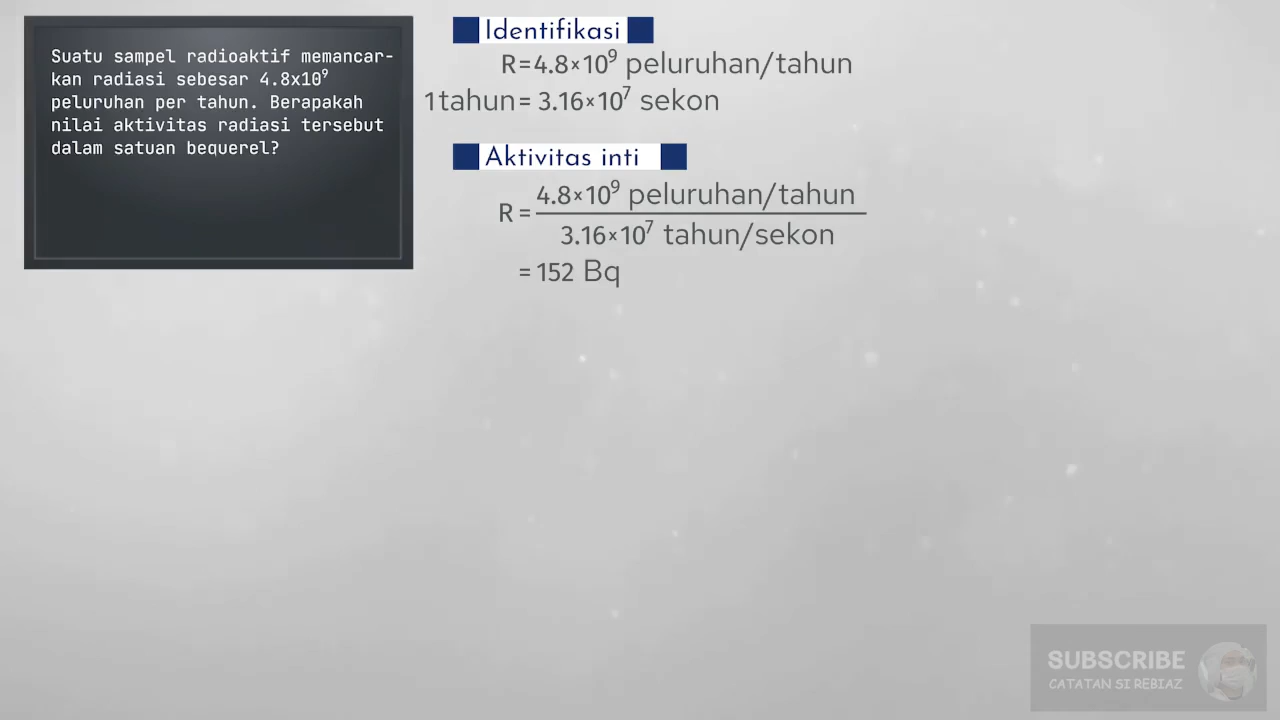 Suatu sampel radioaktif memancar-
kan radiasi sebesar 4.8x10⁹
peluruhan per tahun. Berapakah
nilai aktivitas radiasi tersebut
dalam satuan bequerel?
Identifikasi
R=4.8×10⁹ peluruhan/tahun
1 tahun = 3.16×10⁷ sekon
Aktivitas inti
R = 4.8×10⁹ peluruhan/tahun
3.16×10⁷ tahun/sekon
= 152 Bq
SUBSCRIBE
CATATAN SI REBIAZ